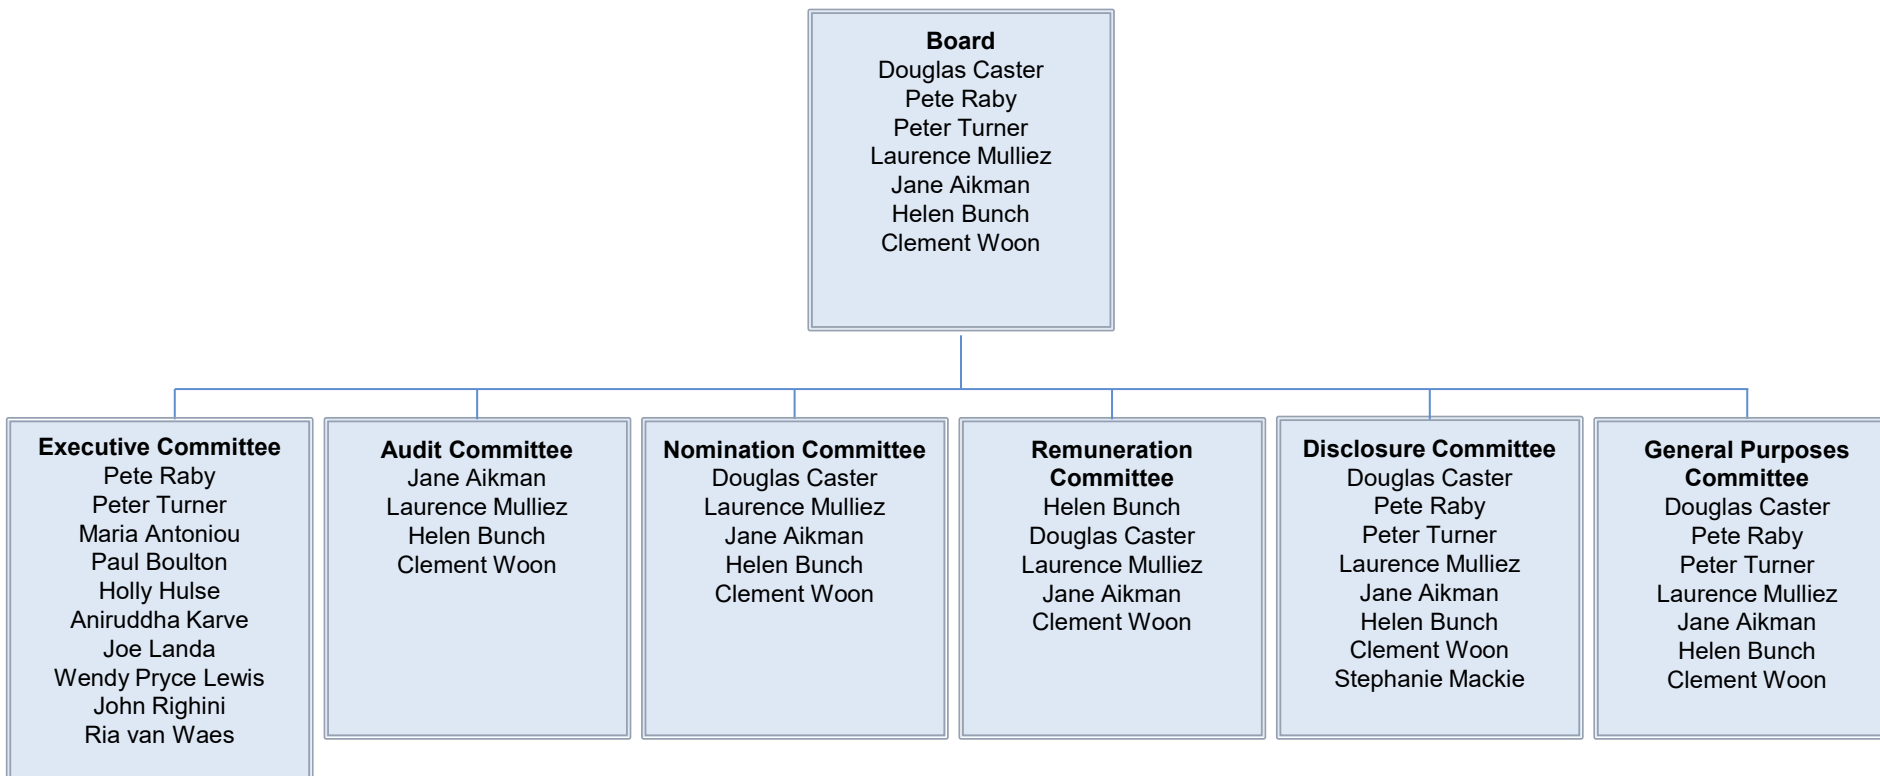 Board
Douglas Caster
Pete Raby
Peter Turner
Laurence Mulliez
Jane Aikman
Helen Bunch
Clement Woon
Executive Committee
Pete Raby
Peter Turner
Maria Antoniou
Paul Boulton
Holly Hulse
Aniruddha Karve
Joe Landa
Wendy Pryce Lewis
John Righini
Ria van Waes
Audit Committee
Jane Aikman
Laurence Mulliez
Helen Bunch
Clement Woon
Nomination Committee
Douglas Caster
Laurence Mulliez
Jane Aikman
Helen Bunch
Clement Woon
Remuneration
Committee
Helen Bunch
Douglas Caster
Laurence Mulliez
Jane Aikman
Clement Woon
Disclosure Committee
Douglas Caster
Pete Raby
Peter Turner
Laurence Mulliez
Jane Aikman
Helen Bunch
Clement Woon
Stephanie Mackie
General Purposes
Committee
Douglas Caster
Pete Raby
Peter Turner
Laurence Mulliez
Jane Aikman
Helen Bunch
Clement Woon